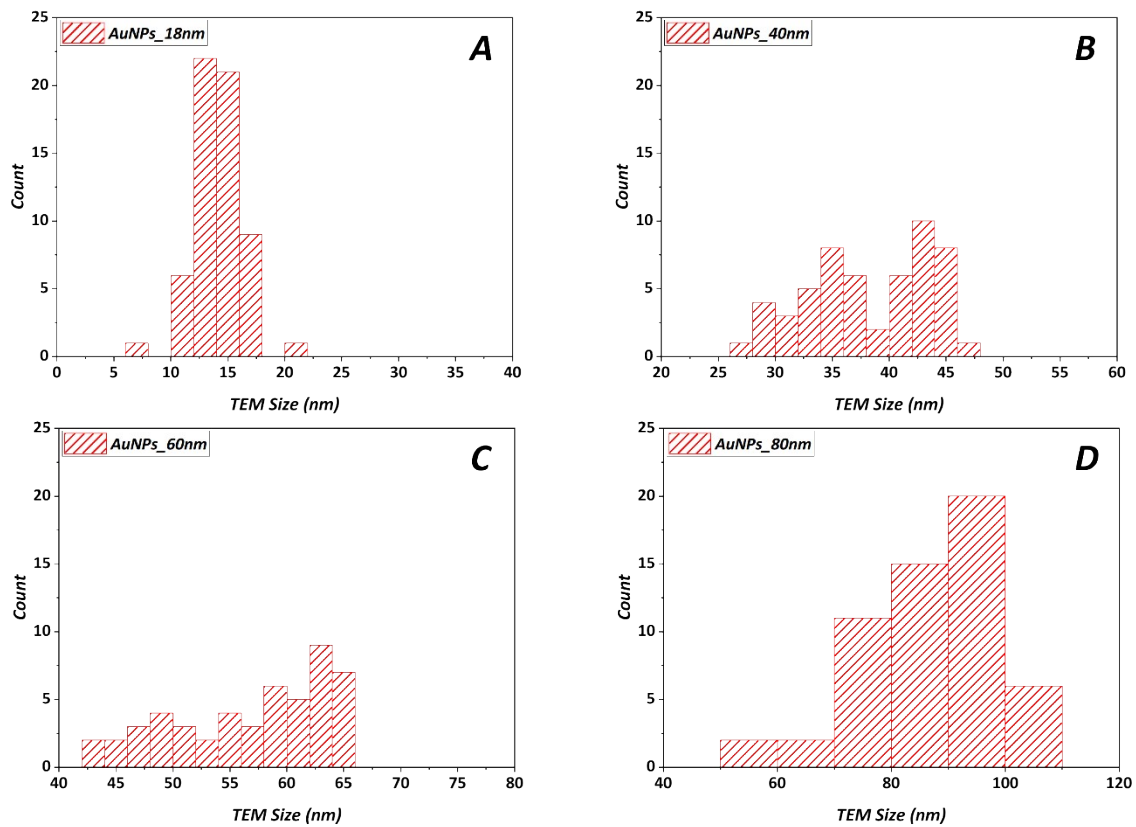 AuNPs_18nm
A
25
20
15
10
5
0
Count
0 5 10 15 20 25 30 35 40
TEM Size (nm)
AuNPs_40nm
B
25
20
15
10
5
0
Count
20 25 30 35 40 45 50 55 60
TEM Size (nm)
AuNPs_60nm
C
25
20
15
10
5
0
Count
40 45 50 55 60 65 70 75 80
TEM Size (nm)
AuNPs_80nm
D
25
20
15
10
5
0
Count
40 60 80 100 120
TEM Size (nm)